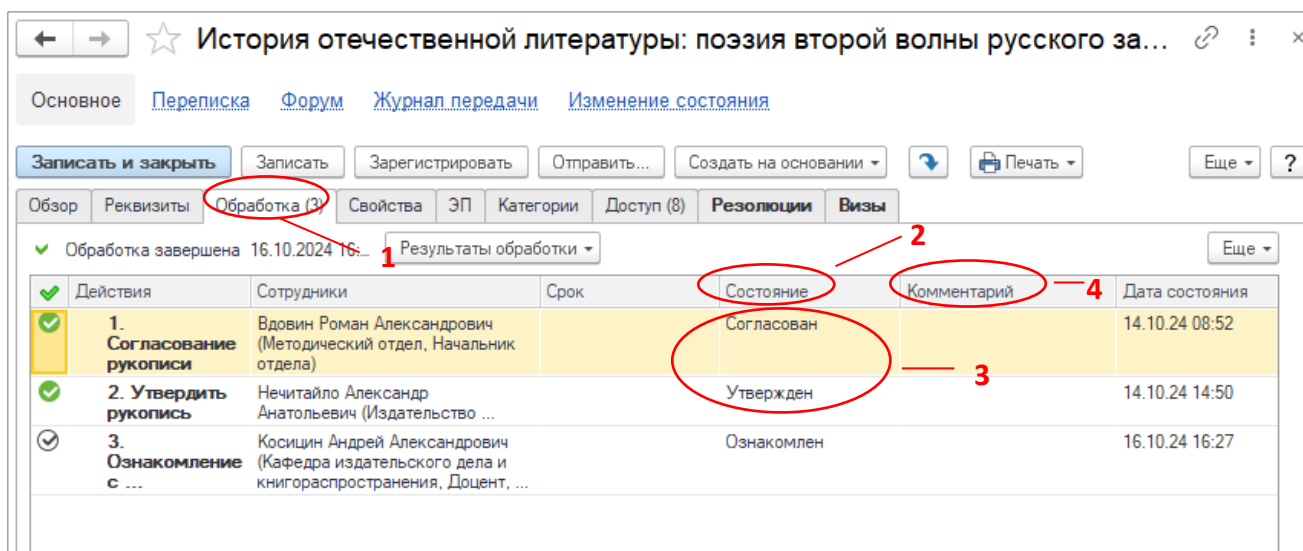 История отечественной литературы: поэзия второй волны русского за...
Основное Переписка Форум Журнал передачи Изменение состояния
Записать и закрыть Записать Зарегистрировать Отправить... Создать на основании Печать Еще ?
Обзор Реквизиты Обработка (3) Свойства ЭП Категории Доступ (8) Резолюции Визы
Обработка завершена 16.10.2024 16:... 1 Результаты обработки 2 Еще
Действия Сотрудники Срок Состояние Комментарий 4 Дата состояния
1. Вдовин Роман Александрович Согласован 14.10.24 08:52
Согласование (Методический отдел, Начальник
рукописи отдела)
3
2. Утвердить Нечитайло Александр Утвержден 14.10.24 14:50
рукопись Анатольевич (Издательство ...
3. Косицин Андрей Александрович Ознакомлен 16.10.24 16:27
Ознакомление (Кафедра издательского дела и
с ... книгораспространения, Доцент, ...